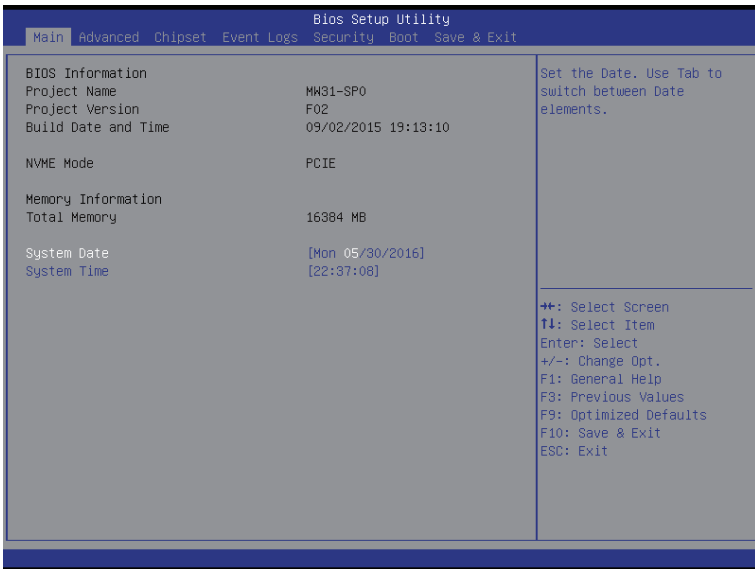 Bios Setup Utility
Main Advanced Chipset Event Logs Security Boot Save & Exit
BIOS Information
Project Name MW31-SP0
Project Version F02
Build Date and Time 09/02/2015 19:13:10
NVME Mode PCIE
Memory Information
Total Memory 16384 MB
System Date [Mon 05/30/2016]
System Time [22:37:08]
Set the Date. Use Tab to
switch between Date
elements.
→←: Select Screen
↑↓: Select Item
Enter: Select
+/-: Change Opt.
F1: General Help
F3: Previous Values
F9: Optimized Defaults
F10: Save & Exit
ESC: Exit